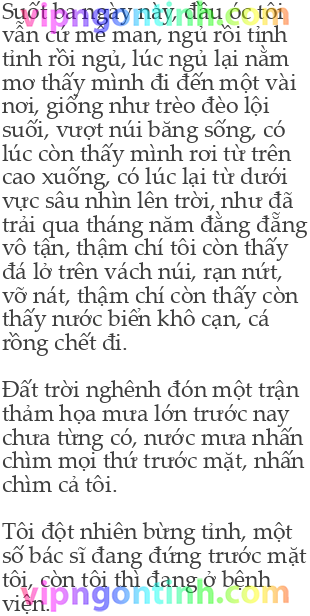 Suốt ba ngày này, đầu óc tôi
vẫn cứ mê man, ngủ rồi tỉnh
tỉnh rồi ngủ, lúc ngủ lại nằm
mơ thấy mình đi đến một vài
nơi, giống như trèo đèo lội
suối, vượt núi băng sông, có
lúc còn thấy mình rơi từ trên
cao xuống, có lúc lại từ dưới
vực sâu nhìn lên trời, như đã
trải qua tháng năm đằng đẵng
vô tận, thậm chí tôi còn thấy
đá lở trên vách núi, rạn nứt,
vỡ nát, thậm chí còn thấy còn
thấy nước biển khô cạn, cá
rồng chết đi.
Đất trời nghênh đón một trận
thảm họa mưa lớn trước nay
chưa từng có, nước mưa nhấn
chìm mọi thứ trước mặt, nhấn
chìm cả tôi.
Tôi đột nhiên bừng tỉnh, một
số bác sĩ đang đứng trước mặt
tôi, còn tôi thì đang ở bệnh
viện.
vipngontinh.com
vipngontinh.com